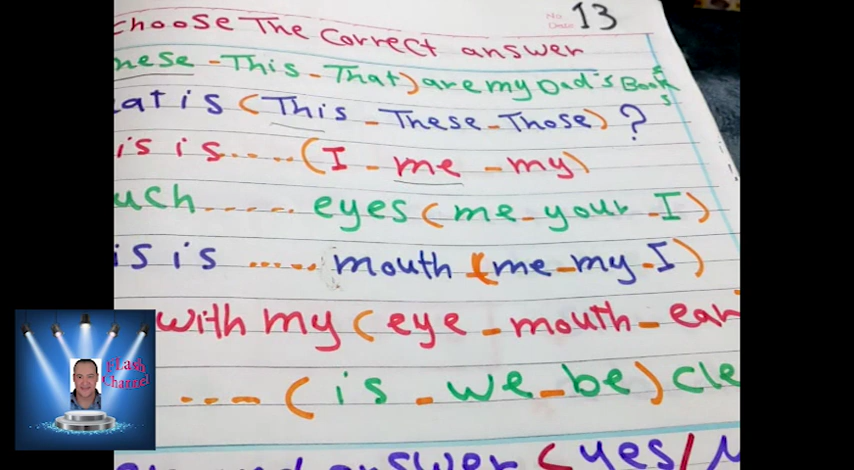 Choose The Correct answer
No.
Date
13
hese - This - That) are my Dad's Books
at is (This - These - Those) ?
is is..... (I - me - my)
uch ...... eyes (me - your - I)
is is ..... mouth (me - my - I)
with my (eye - mouth - ear
---- (is - we - be) cle
answer (yes/
FLash
Channel